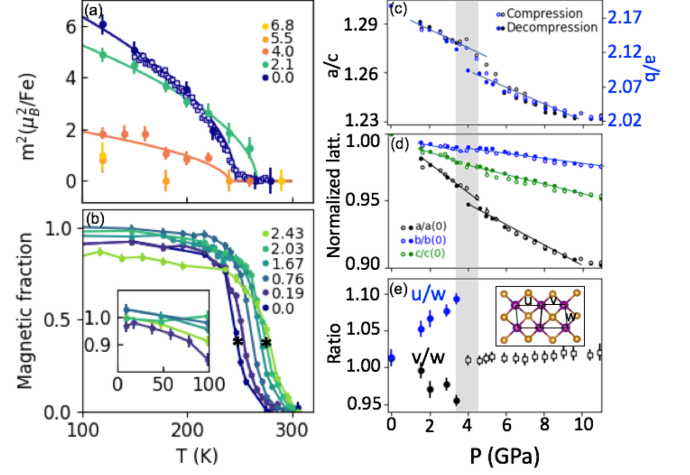 (a)
6.8
5.5
4.0
2.1
0.0
m²(μ²B/Fe)
6
4
2
0
(b)
2.43
2.03
1.67
0.76
0.19
0.0
Magnetic fraction
1.0
0.5
0.0
1.0
0.9
0
50
100
*
*
100
200
300
T (K)
(c)
Compression
Decompression
a/c
1.29
1.26
1.23
a/b
2.17
2.12
2.07
2.02
(d)
Normalized latt.
1.00
0.95
0.90
a/a(0)
b/b(0)
c/c(0)
(e)
u/w
v/w
u
v
w
Ratio
1.10
1.05
1.00
0.95
0
2
4
6
8
10
P (GPa)